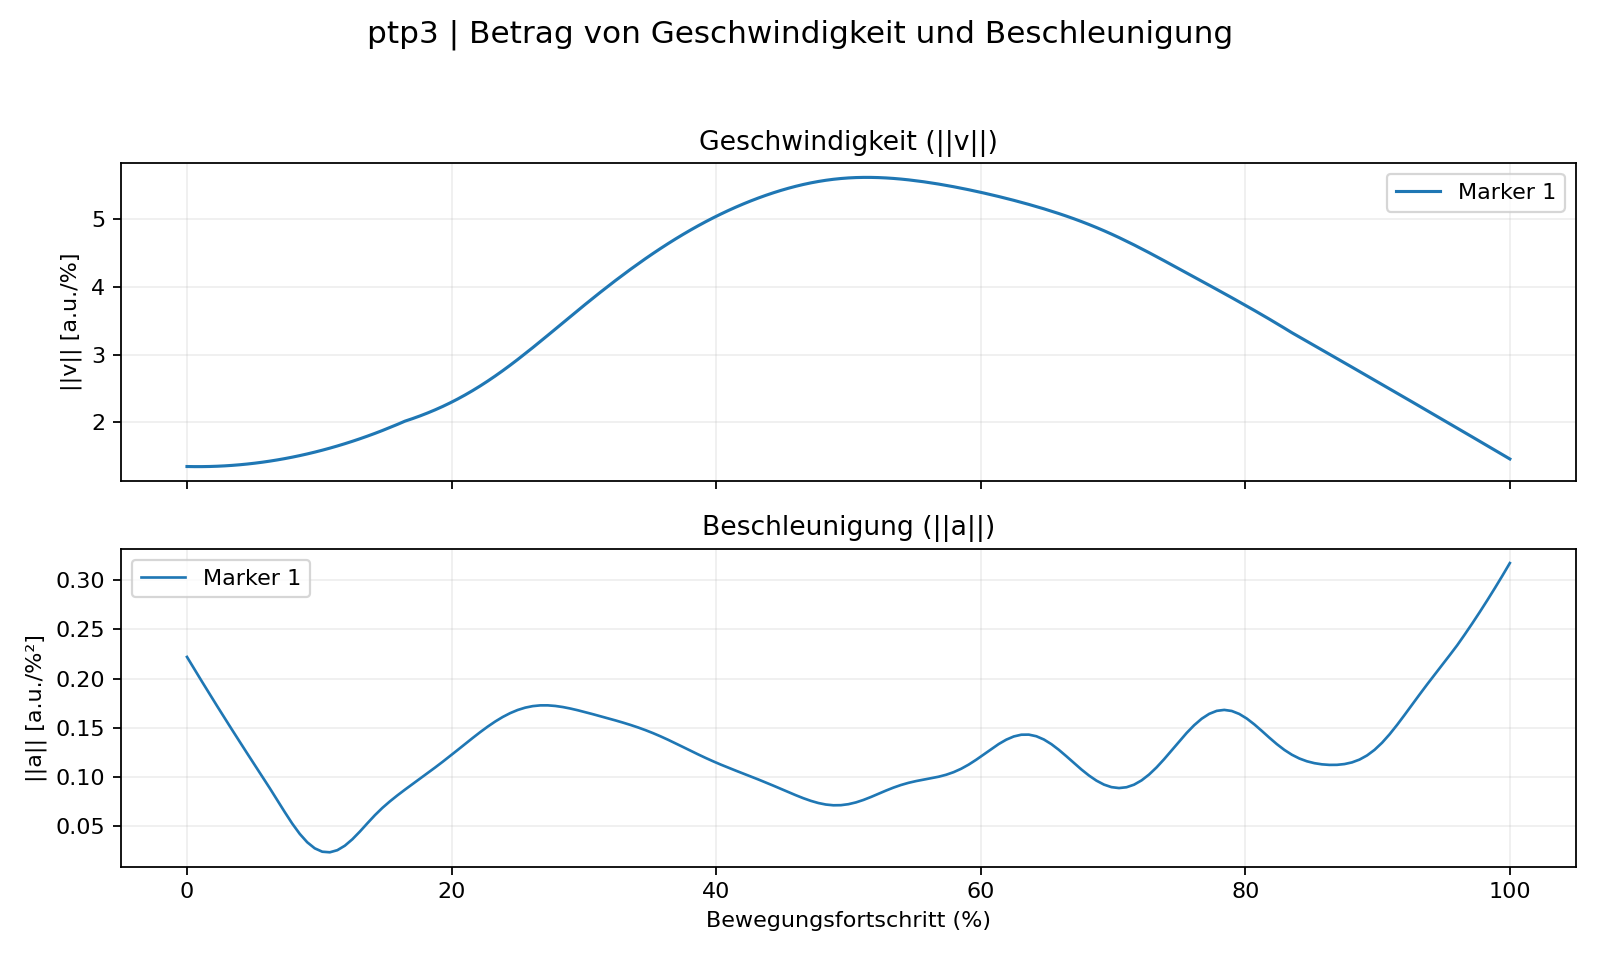 ptp3 | Betrag von Geschwindigkeit und Beschleunigung
Geschwindigkeit (||v||)
||v|| [a.u./%]
5
4
3
2
Marker 1
Beschleunigung (||a||)
||a|| [a.u./%²]
0.30
0.25
0.20
0.15
0.10
0.05
Marker 1
0 20 40 60 80 100
Bewegungsfortschritt (%)